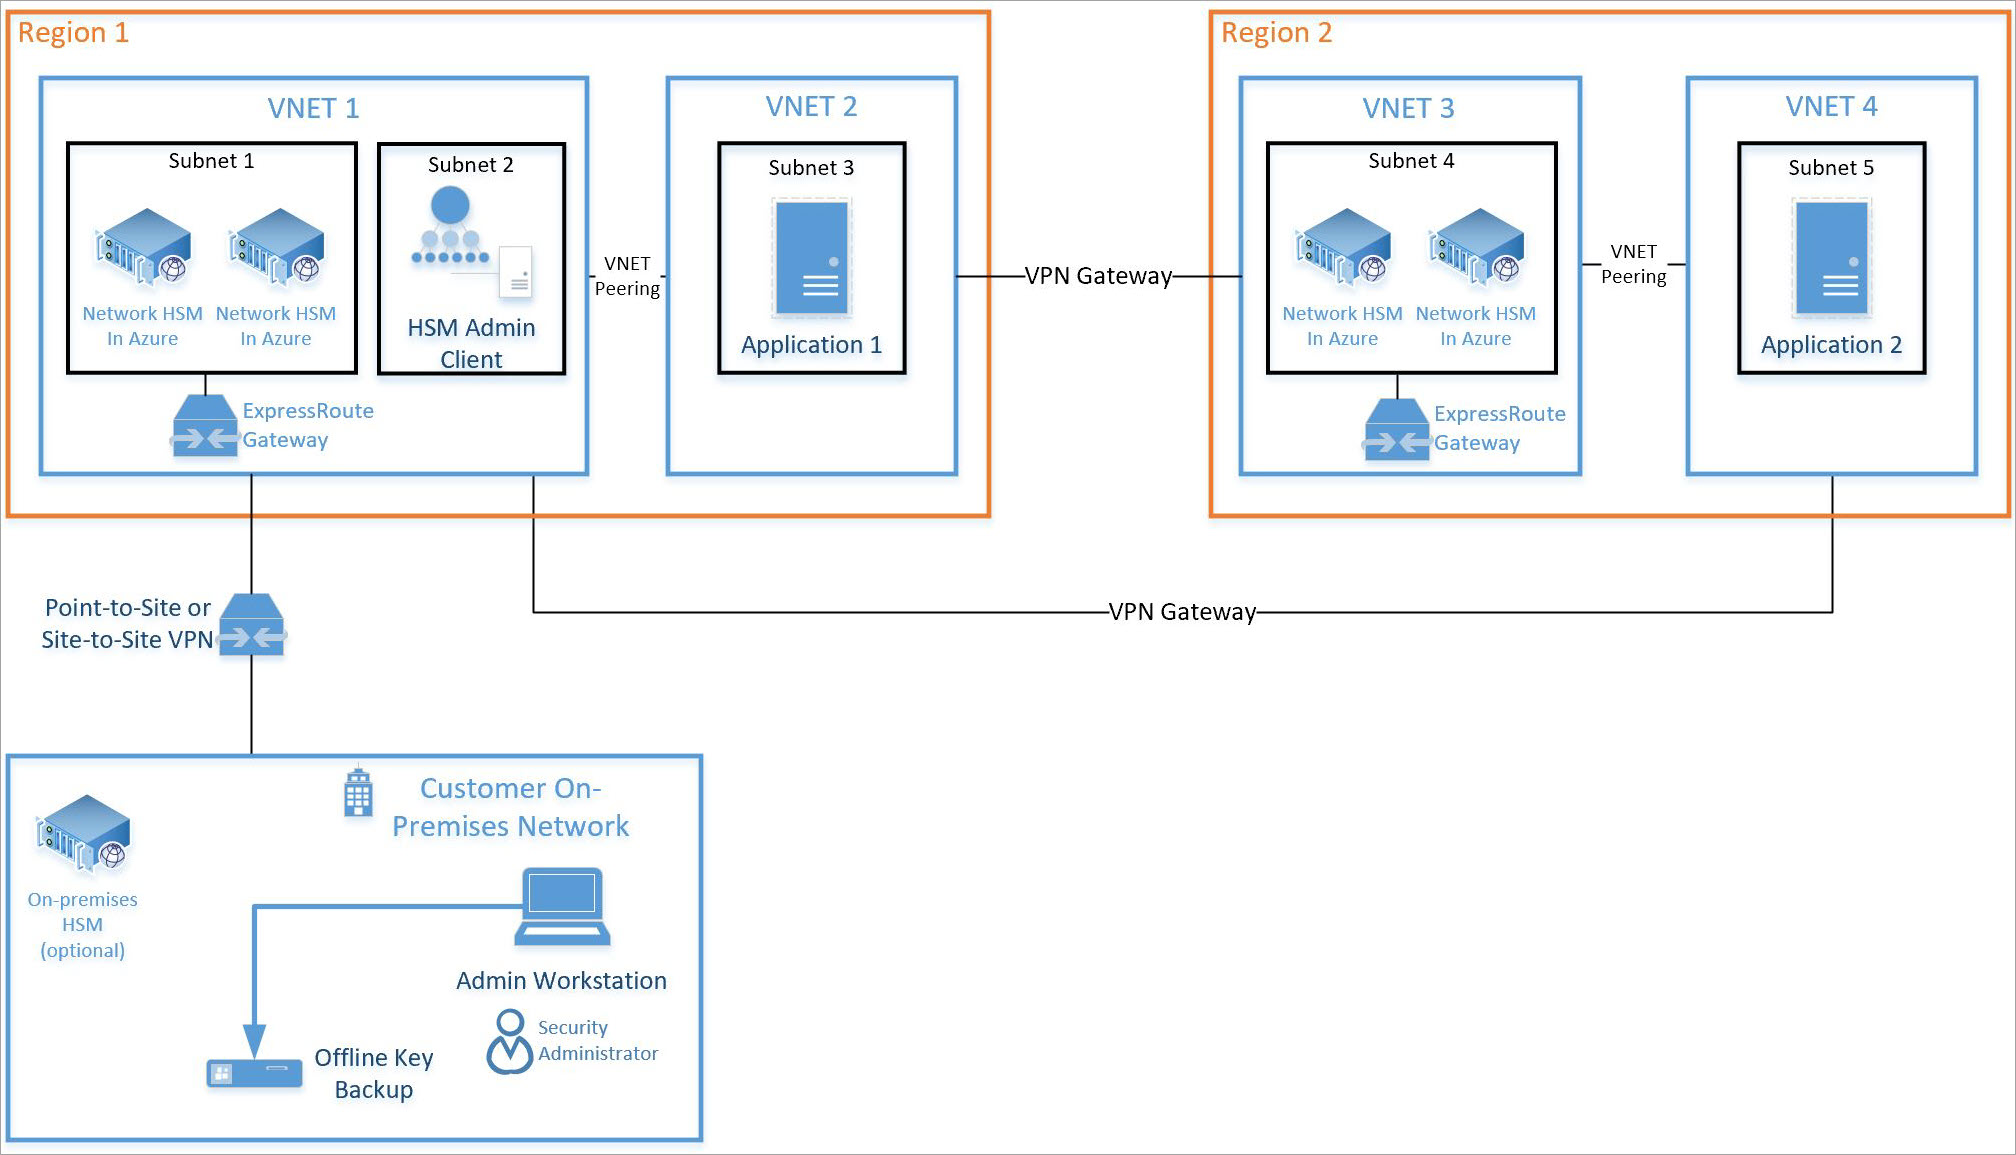 Region 1
VNET 1
Subnet 1
Network HSM
In Azure
Network HSM
In Azure
Subnet 2
HSM Admin
Client
ExpressRoute
Gateway
VNET
Peering
VNET 2
Subnet 3
Application 1
VPN Gateway
Region 2
VNET 3
Subnet 4
Network HSM
In Azure
Network HSM
In Azure
ExpressRoute
Gateway
VNET
Peering
VNET 4
Subnet 5
Application 2
Point-to-Site or
Site-to-Site VPN
VPN Gateway
Customer On-
Premises Network
On-premises
HSM
(optional)
Admin Workstation
Security
Administrator
Offline Key
Backup